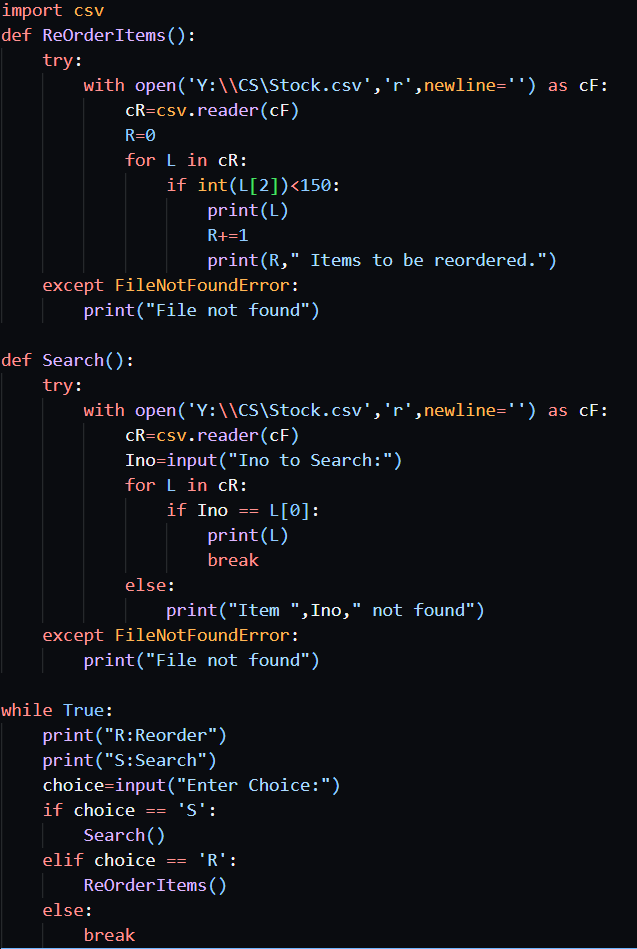 import csv
def ReOrderItems():
    try:
        with open('Y:\\CS\Stock.csv','r',newline='') as cF:
            cR=csv.reader(cF)
            R=0
            for L in cR:
                if int(L[2])<150:
                    print(L)
                    R+=1
                    print(R," Items to be reordered.")
    except FileNotFoundError:
        print("File not found")

def Search():
    try:
        with open('Y:\\CS\Stock.csv','r',newline='') as cF:
            cR=csv.reader(cF)
            Ino=input("Ino to Search:")
            for L in cR:
                if Ino == L[0]:
                    print(L)
                    break
            else:
                print("Item ",Ino," not found")
    except FileNotFoundError:
        print("File not found")

while True:
    print("R:Reorder")
    print("S:Search")
    choice=input("Enter Choice:")
    if choice == 'S':
        Search()
    elif choice == 'R':
        ReOrderItems()
    else:
        break